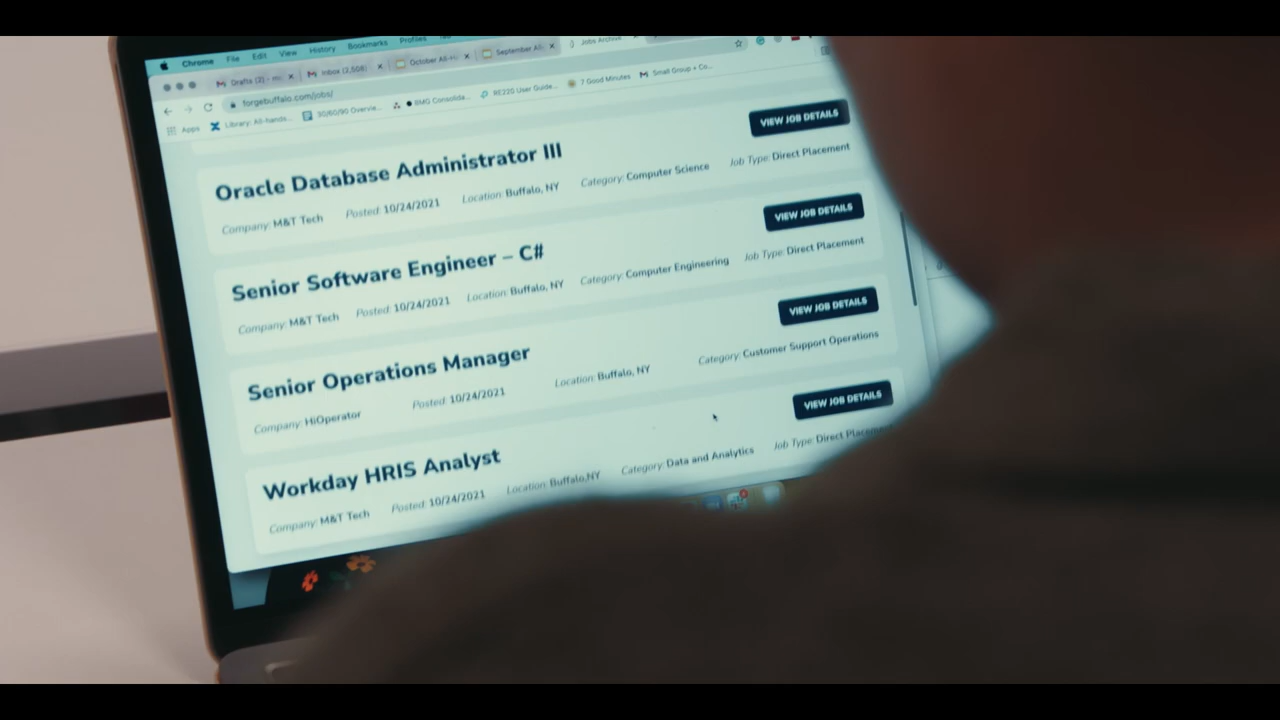 Chrome File Edit View History Bookmarks Profiles
Drafts (2) Inbox (2,508) October All-H September All- Jobs Archive
forgebuffalo.com/jobs/
Apps Library: All-hands... 30/60/90 Overvie... BMG Consolida... RE220 User Guide... 7 Good Minutes Small Group + Co...
VIEW JOB DETAILS
Oracle Database Administrator III
Company: M&T Tech Posted: 10/24/2021 Location: Buffalo, NY Category: Computer Science Job Type: Direct Placement
VIEW JOB DETAILS
Senior Software Engineer – C#
Company: M&T Tech Posted: 10/24/2021 Location: Buffalo, NY Category: Computer Engineering Job Type: Direct Placement
VIEW JOB DETAILS
Senior Operations Manager
Company: HiOperator Posted: 10/24/2021 Location: Buffalo, NY Category: Customer Support Operations
VIEW JOB DETAILS
Workday HRIS Analyst
Company: M&T Tech Posted: 10/24/2021 Location: Buffalo,NY Category: Data and Analytics Job Type: Direct Placement